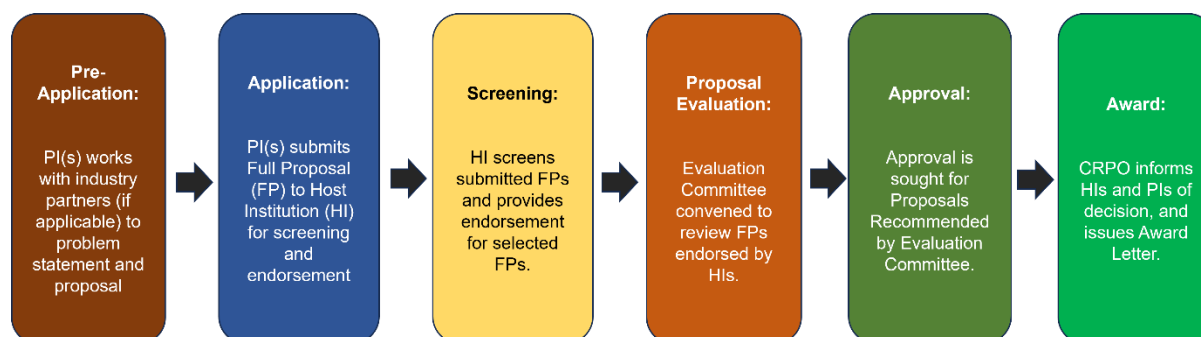 Pre-
Application:
PI(s) works
with industry
partners (if
applicable) to
problem
statement and
proposal
Application:
PI(s) submits
Full Proposal
(FP) to Host
Institution (HI)
for screening
and
endorsement
Screening:
HI screens
submitted FPs
and provides
endorsement
for selected
FPs.
Proposal
Evaluation:
Evaluation
Committee
convened to
review FPs
endorsed by
HIs.
Approval:
Approval is
sought for
Proposals
Recommended
by Evaluation
Committee.
Award:
CRPO informs
HIs and PIs of
decision, and
issues Award
Letter.